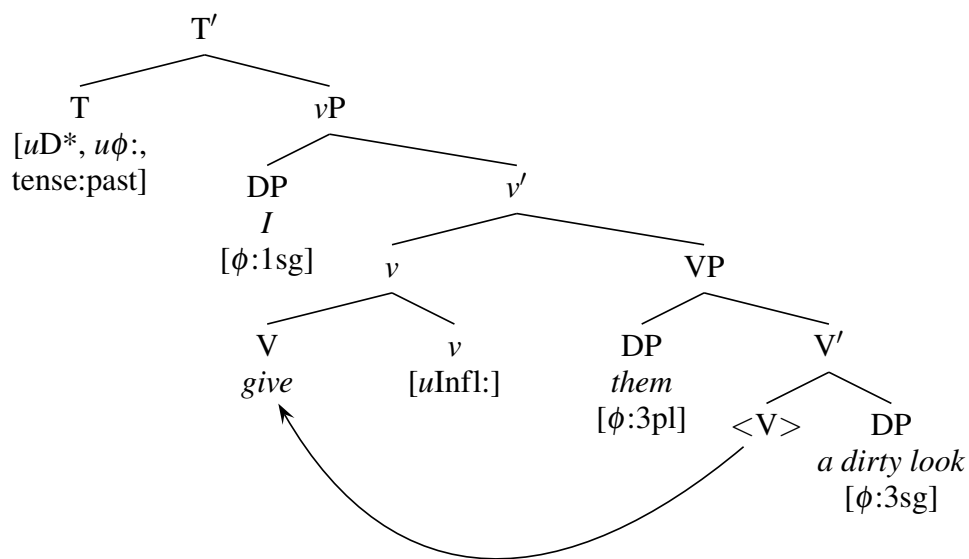 T′
T vP
[uD*, uϕ:,
tense:past]
DP v′
I
[ϕ:1sg]
v VP
V v DP V′
give [uInfl:] them
[ϕ:3pl] <V> DP
a dirty look
[ϕ:3sg]